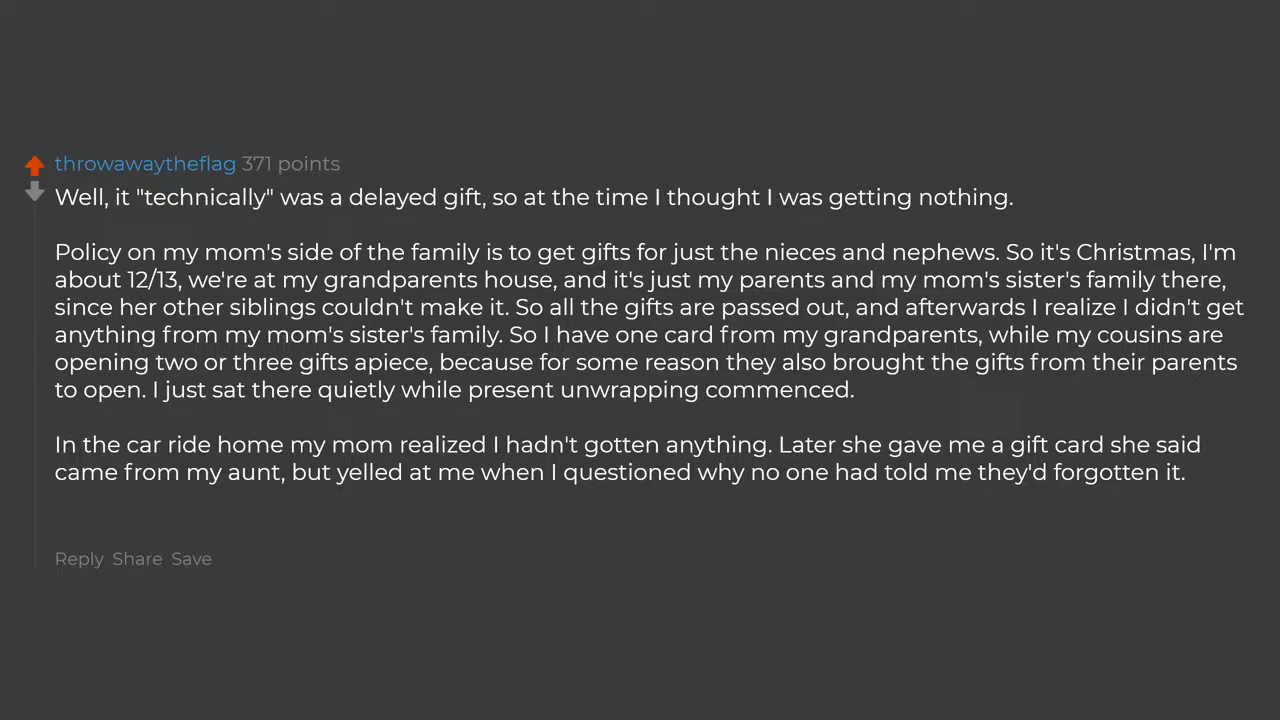 throwawaytheflag 371 points
Well, it "technically" was a delayed gift, so at the time I thought I was getting nothing.
Policy on my mom's side of the family is to get gifts for just the nieces and nephews. So it's Christmas, I'm
about 12/13, we're at my grandparents house, and it's just my parents and my mom's sister's family there,
since her other siblings couldn't make it. So all the gifts are passed out, and afterwards I realize I didn't get
anything from my mom's sister's family. So I have one card from my grandparents, while my cousins are
opening two or three gifts apiece, because for some reason they also brought the gifts from their parents
to open. I just sat there quietly while present unwrapping commenced.
In the car ride home my mom realized I hadn't gotten anything. Later she gave me a gift card she said
came from my aunt, but yelled at me when I questioned why no one had told me they'd forgotten it.
Reply Share Save